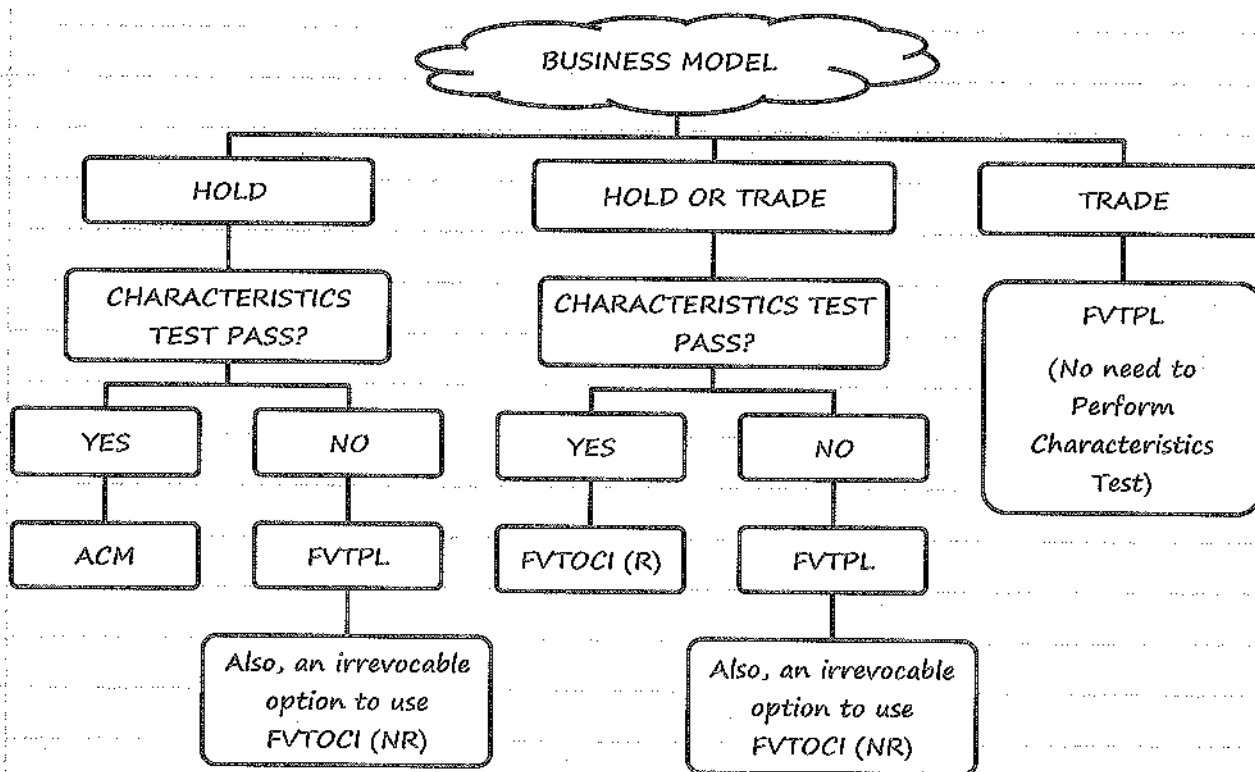 BUSINESS MODEL
HOLD
HOLD OR TRADE
TRADE
CHARACTERISTICS
TEST PASS?
CHARACTERISTICS TEST
PASS?
FVTPL
(No need to
Perform
Characteristics
Test)
YES
NO
YES
NO
ACM
FVTPL
FVTOCI (R)
FVTPL
Also, an irrevocable
option to use
FVTOCI (NR)
Also, an irrevocable
option to use
FVTOCI (NR)